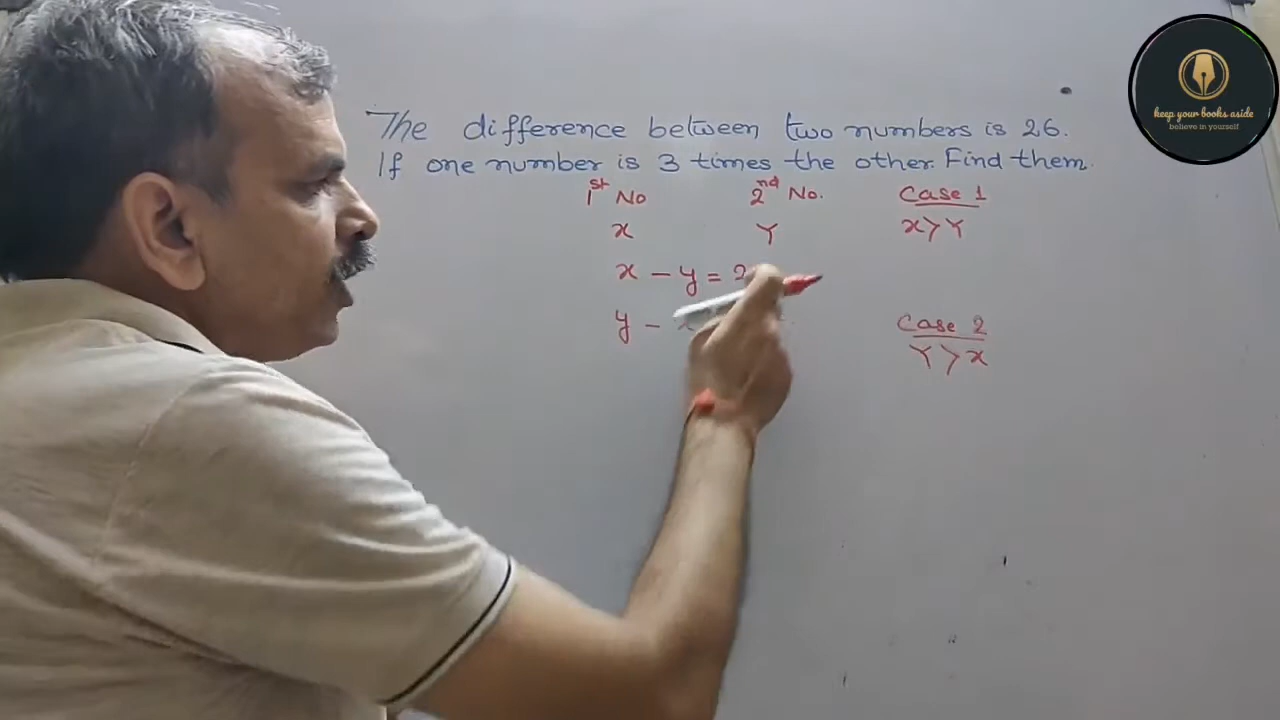 The difference between two numbers is 26.
If one number is 3 times the other. Find them.
1st No 2nd No. Case 1
x Y x>Y
x - y = 2
y -
Case 2
Y > x
keep your books aside
believe in yourself